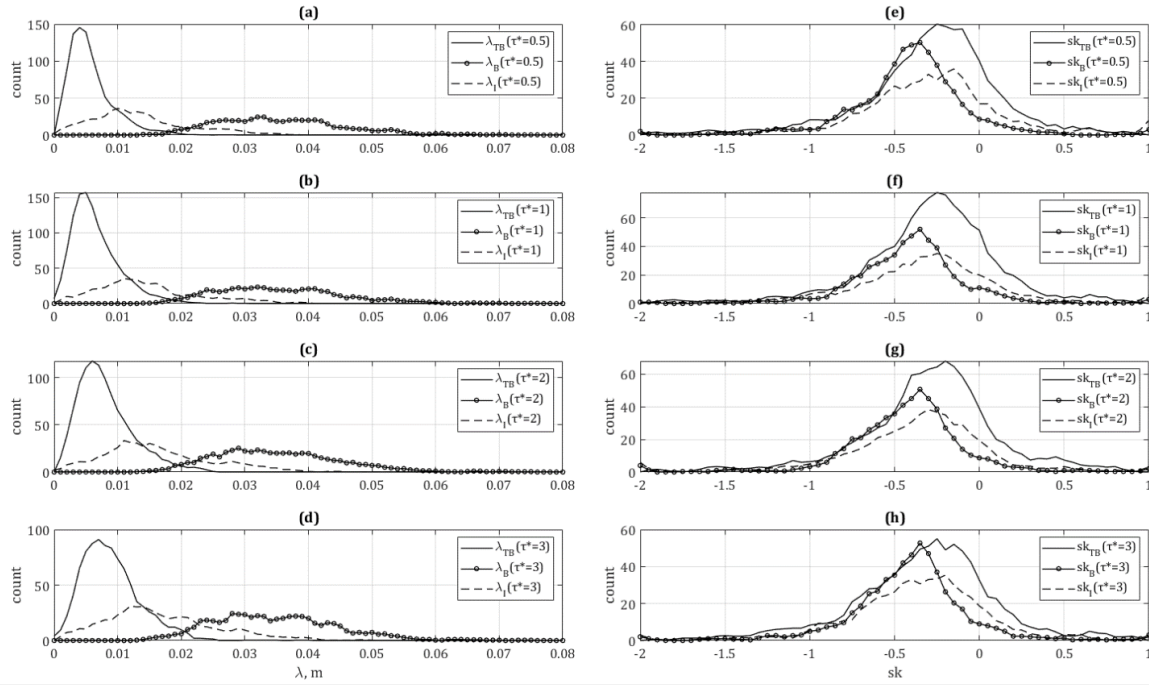 (a)
150
100
50
0
count
λTB(τ*=0.5)
λB(τ*=0.5)
λI(τ*=0.5)
0 0.01 0.02 0.03 0.04 0.05 0.06 0.07 0.08
(e)
60
40
20
0
count
skTB(τ*=0.5)
skB(τ*=0.5)
skI(τ*=0.5)
-2 -1.5 -1 -0.5 0 0.5 1
(b)
150
100
50
0
count
λTB(τ*=1)
λB(τ*=1)
λI(τ*=1)
0 0.01 0.02 0.03 0.04 0.05 0.06 0.07 0.08
(f)
60
40
20
0
count
skTB(τ*=1)
skB(τ*=1)
skI(τ*=1)
-2 -1.5 -1 -0.5 0 0.5 1
(c)
100
50
0
count
λTB(τ*=2)
λB(τ*=2)
λI(τ*=2)
0 0.01 0.02 0.03 0.04 0.05 0.06 0.07 0.08
(g)
60
40
20
0
count
skTB(τ*=2)
skB(τ*=2)
skI(τ*=2)
-2 -1.5 -1 -0.5 0 0.5 1
(d)
100
50
0
count
λTB(τ*=3)
λB(τ*=3)
λI(τ*=3)
0 0.01 0.02 0.03 0.04 0.05 0.06 0.07 0.08
λ, m
(h)
60
40
20
0
count
skTB(τ*=3)
skB(τ*=3)
skI(τ*=3)
-2 -1.5 -1 -0.5 0 0.5 1
sk